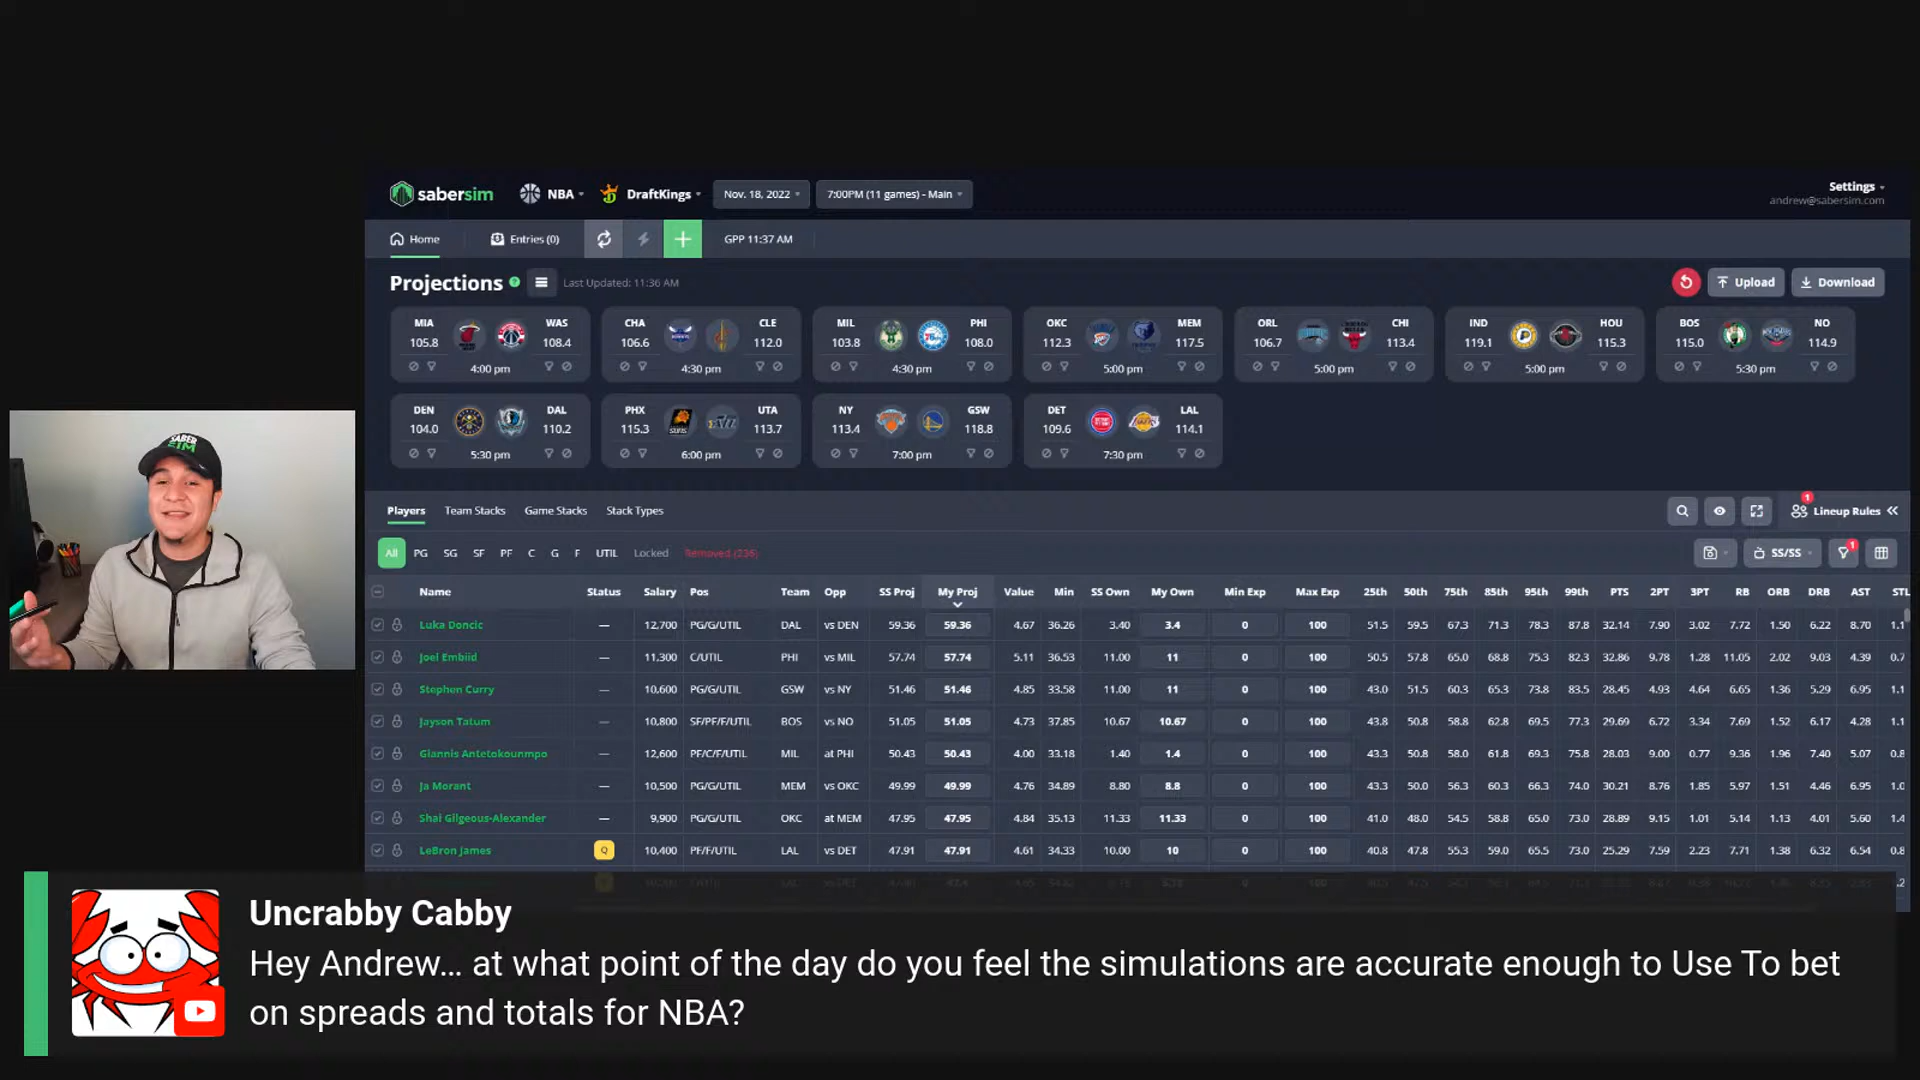 sabersim NBA DraftKings Nov. 18, 2022 7:00PM (11 games) - Main Settings
andrew@sabersim.com
Home Entries (0) GPP 11:37 AM
Projections Last Updated: 11:36 AM Upload Download
MIA WAS CHA CLE MIL PHI OKC MEM ORL CHI IND HOU BOS NO
105.8 108.4 106.6 112.0 103.8 108.0 112.3 117.5 106.7 113.4 119.1 115.3 115.0 114.9
4:00 pm 4:30 pm 4:30 pm 5:00 pm 5:00 pm 5:00 pm 5:30 pm
DEN DAL PHX UTA NY GSW DET LAL
104.0 110.2 115.3 113.7 113.4 118.8 109.6 114.1
5:30 pm 6:00 pm 7:00 pm 7:30 pm
SABER
SIM
Players Team Stacks Game Stacks Stack Types 1 Lineup Rules
All PG SG SF PF C G F UTIL Locked Removed (236) SS/SS 1
Name Status Salary Pos Team Opp SS Proj My Proj Value Min SS Own My Own Min Exp Max Exp 25th 50th 75th 85th 95th 99th PTS 2PT 3PT RB ORB DRB AST STL
Luka Doncic — 12,700 PG/G/UTIL DAL vs DEN 59.36 59.36 4.67 36.26 3.40 3.4 0 100 51.5 59.5 67.3 71.3 78.3 87.8 32.14 7.90 3.02 7.72 1.50 6.22 8.70 1.1
Joel Embiid — 11,300 C/UTIL PHI vs MIL 57.74 57.74 5.11 36.53 11.00 11 0 100 50.5 57.8 65.0 68.8 75.3 82.3 32.86 9.78 1.28 11.05 2.02 9.03 4.39 0.7
Stephen Curry — 10,600 PG/G/UTIL GSW vs NY 51.46 51.46 4.85 33.58 11.00 11 0 100 43.0 51.5 60.3 65.3 73.8 83.5 28.45 4.93 4.64 6.65 1.36 5.29 6.95 1.1
Jayson Tatum — 10,800 SF/PF/F/UTIL BOS vs NO 51.05 51.05 4.73 37.85 10.67 10.67 0 100 43.8 50.8 58.8 62.8 69.5 77.3 29.69 6.72 3.34 7.69 1.52 6.17 4.28 1.1
Giannis Antetokounmpo — 12,600 PF/C/F/UTIL MIL at PHI 50.43 50.43 4.00 33.18 1.40 1.4 0 100 43.3 50.8 58.0 61.8 69.3 75.8 28.03 9.00 0.77 9.36 1.96 7.40 5.07 0.8
Ja Morant — 10,500 PG/G/UTIL MEM vs OKC 49.99 49.99 4.76 34.89 8.80 8.8 0 100 43.3 50.0 56.3 60.3 66.3 74.0 30.21 8.76 1.85 5.97 1.51 4.46 6.95 1.0
Shai Gilgeous-Alexander — 9,900 PG/G/UTIL OKC at MEM 47.95 47.95 4.84 35.13 11.33 11.33 0 100 41.0 48.0 54.5 58.8 65.0 73.0 28.89 9.15 1.01 5.14 1.13 4.01 5.60 1.4
LeBron James Q 10,400 PF/F/UTIL LAL vs DET 47.91 47.91 4.61 34.33 10.00 10 0 100 40.8 47.8 55.3 59.0 65.5 73.0 25.29 7.59 2.23 7.71 1.38 6.32 6.54 0.8
Uncrabby Cabby
Hey Andrew... at what point of the day do you feel the simulations are accurate enough to Use To bet
on spreads and totals for NBA?